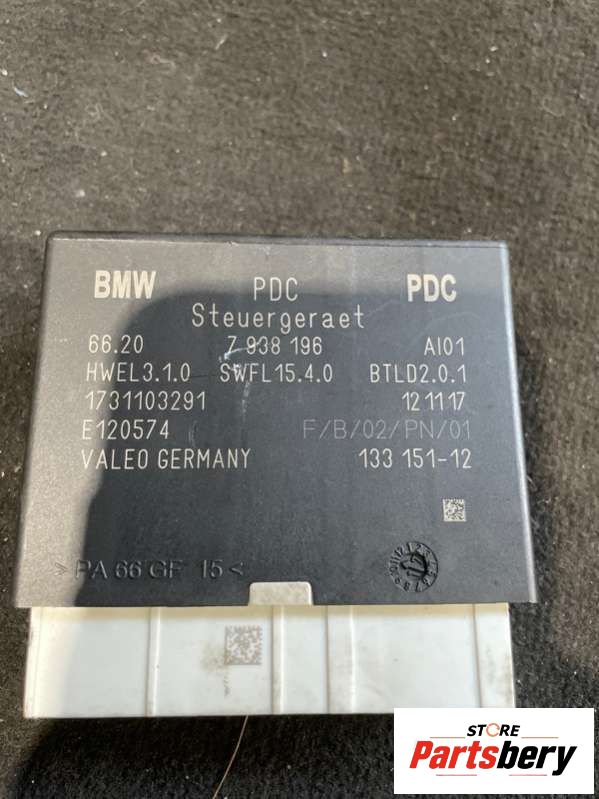 BMW PDC PDC
Steuergeraet
66.20 7 938 196 AI01
HWEL3.1.0 SWFL15.4.0 BTLD2.0.1
1731103291 12 11 17
E120574 F/B/02/PN/01
VALEO GERMANY 133 151-12
>PA 66 GF 15<
STORE
Partsbery